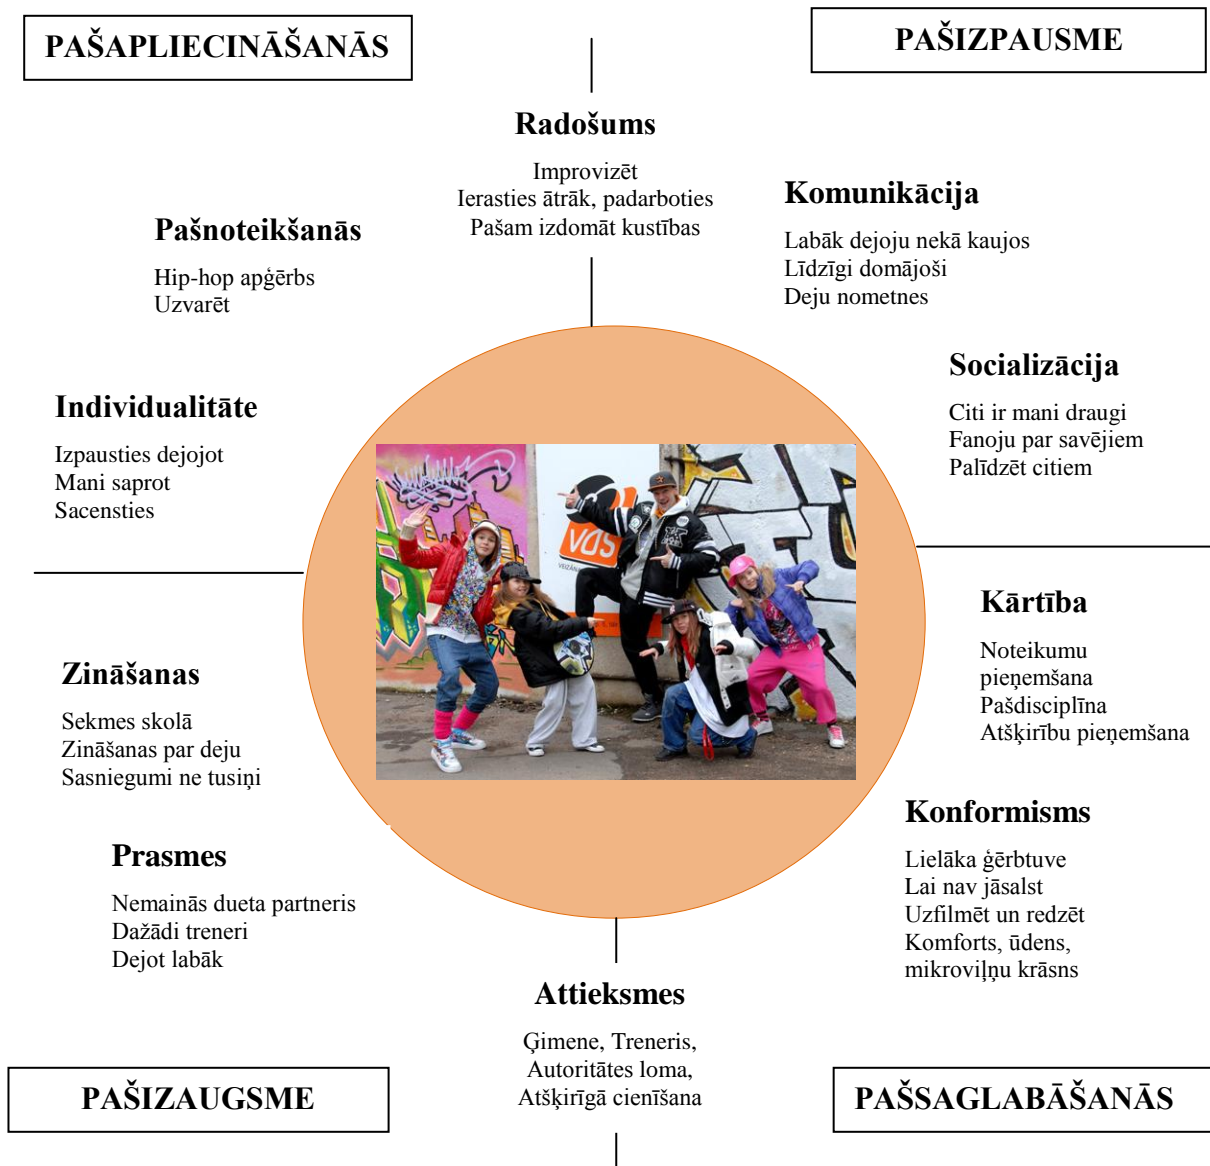 PAŠAPLIECINĀŠANĀS
PAŠIZPAUSME
Radošums
Improvizēt
Ierasties ātrāk, padarboties
Pašam izdomāt kustības
Komunikācija
Labāk dejoju nekā kaujos
Līdzīgi domājoši
Deju nometnes
Pašnoteikšanās
Hip-hop apģērbs
Uzvarēt
Socializācija
Citi ir mani draugi
Fanoju par savējiem
Palīdzēt citiem
Individualitāte
Izpausties dejojot
Mani saprot
Sacensties
VDS
Kārtība
Noteikumu
pieņemšana
Pašdisciplīna
Atšķirību pieņemšana
Zināšanas
Sekmes skolā
Zināšanas par deju
Sasniegumi ne tusiņi
Konformisms
Lielāka ģērbtuve
Lai nav jāsalst
Uzfilmēt un redzēt
Komforts, ūdens,
mikroviļņu krāsns
Prasmes
Nemainās dueta partneris
Dažādi treneri
Dejot labāk
Attieksmes
Ģimene, Treneris,
Autoritātes loma,
Atšķirīgā cienīšana
PAŠIZAUGSME
PAŠSAGLABĀŠANĀS